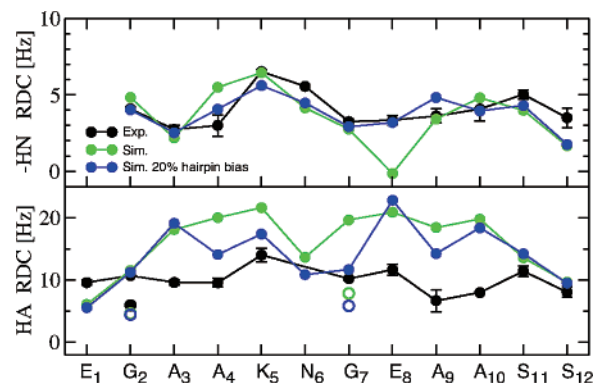 10
5
0
-HN RDC [Hz]
Exp.
Sim.
Sim. 20% hairpin bias
20
10
0
HA RDC [Hz]
E1 G2 A3 A4 K5 N6 G7 E8 A9 A10 S11 S12